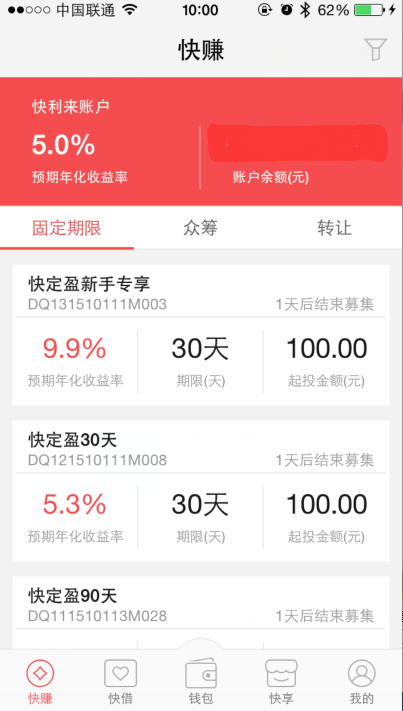 中国联通 10:00 62%
快赚
快利来账户
5.0%
预期年化收益率 账户余额(元)
固定期限 众筹 转让
快定盈新手专享
DQ131510111M003 1天后结束募集
9.9% 30天 100.00
预期年化收益率 期限(天) 起投金额(元)
快定盈30天
DQ121510111M008 1天后结束募集
5.3% 30天 100.00
预期年化收益率 期限(天) 起投金额(元)
快定盈90天
DQ111510113M028 1天后结束募集
快赚 快借 钱包 快享 我的